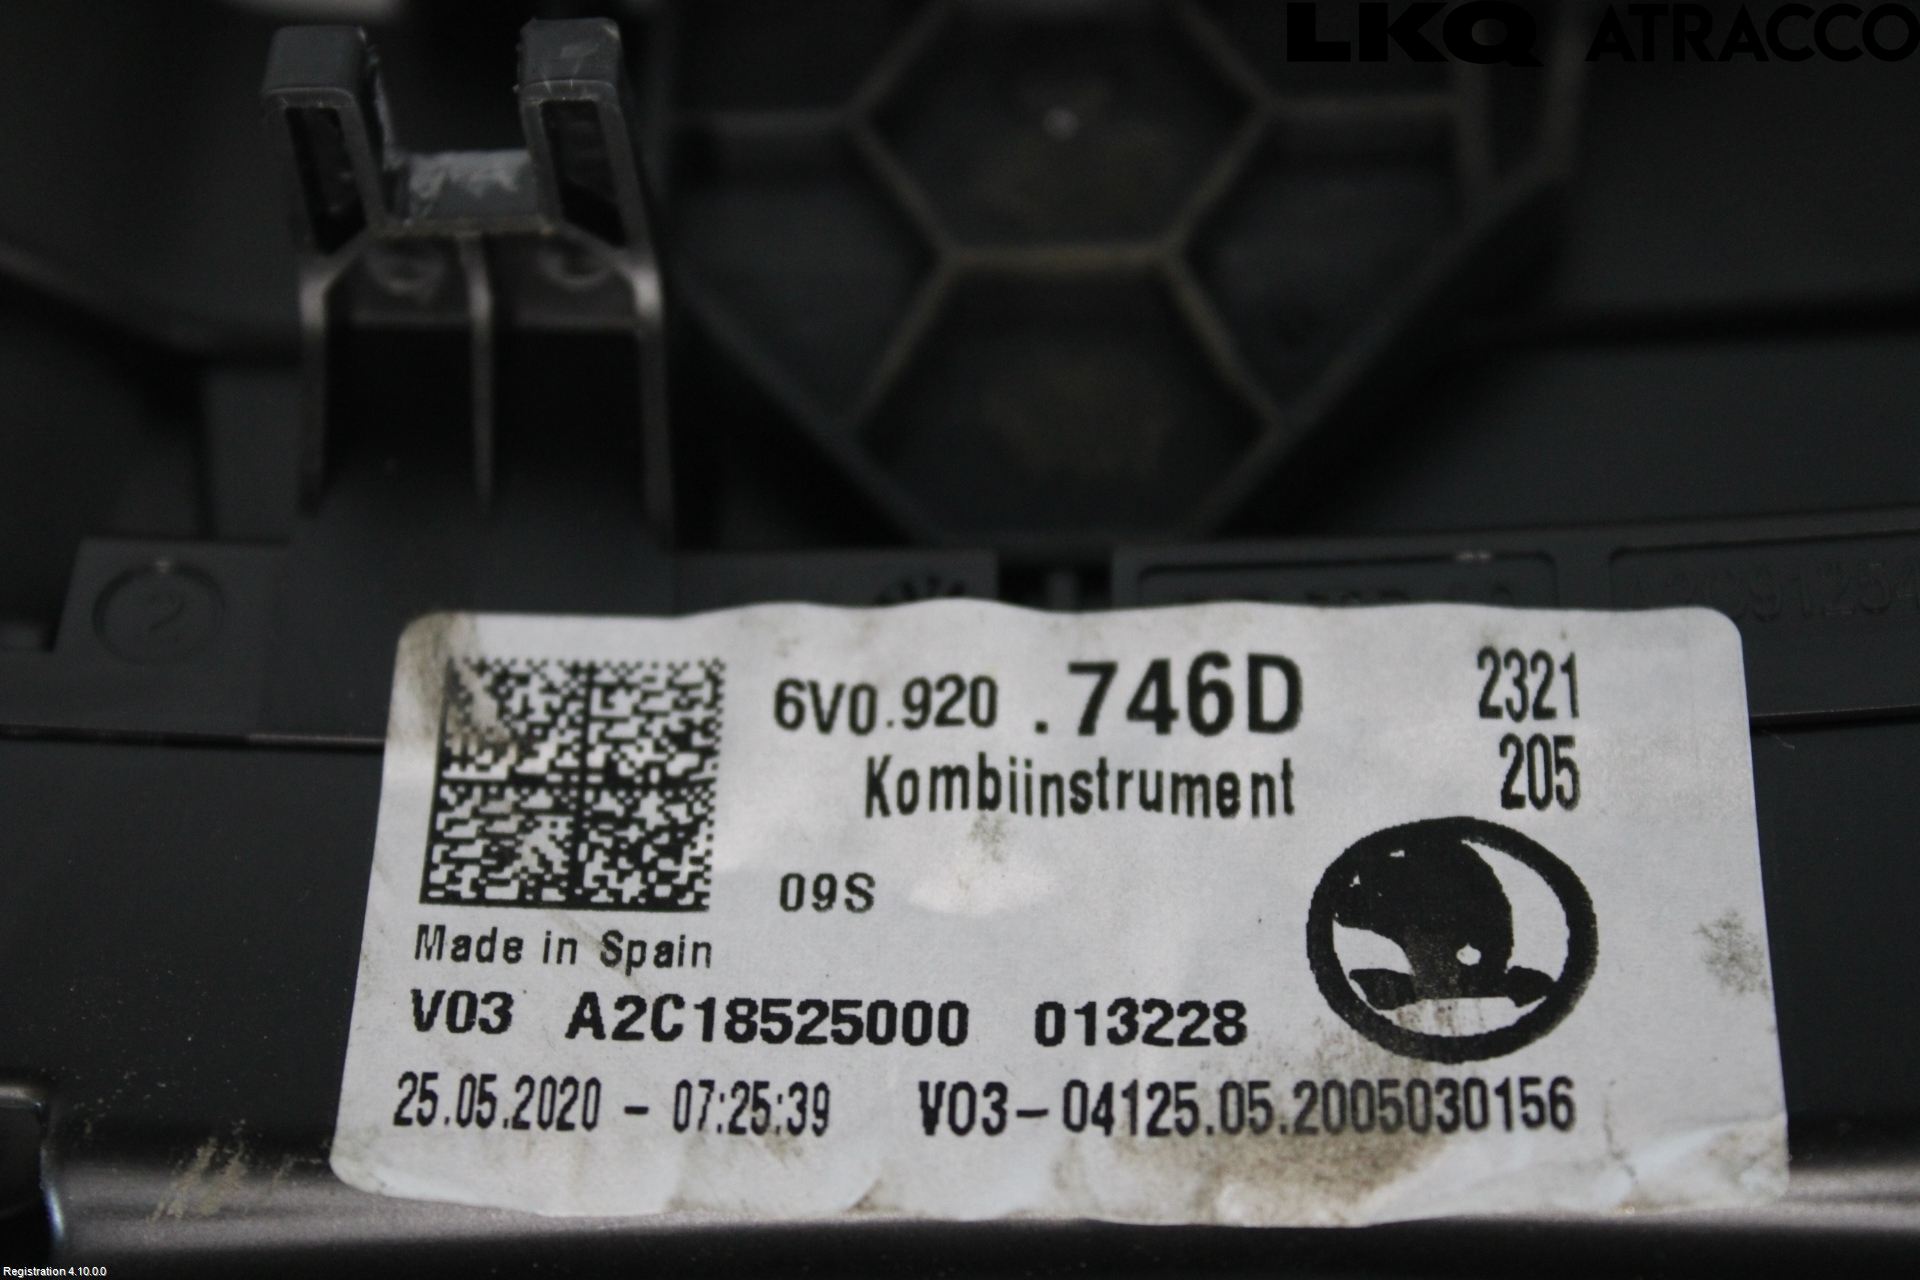 LKQ ATRACCO
2
6V0.920 .746D 2321
Kombiinstrument 205
09S
Made in Spain
V03 A2C18525000 013228
25.05.2020 - 07:25:39 V03-04125.05.2005030156
Registration 4.10.0.0